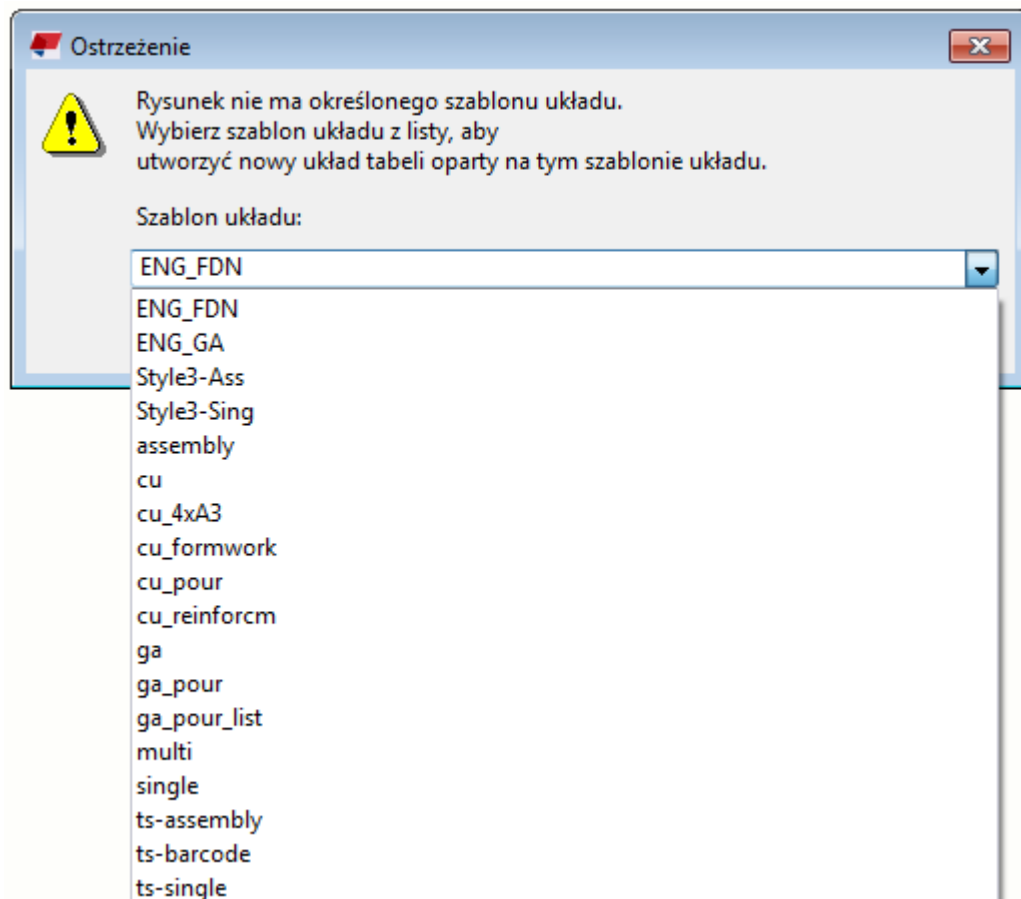 Ostrzeżenie
Rysunek nie ma określonego szablonu układu.
Wybierz szablon układu z listy, aby
utworzyć nowy układ tabeli oparty na tym szablonie układu.
Szablon układu:
ENG_FDN
ENG_FDN
ENG_GA
Style3-Ass
Style3-Sing
assembly
cu
cu_4xA3
cu_formwork
cu_pour
cu_reinforcm
ga
ga_pour
ga_pour_list
multi
single
ts-assembly
ts-barcode
ts-single